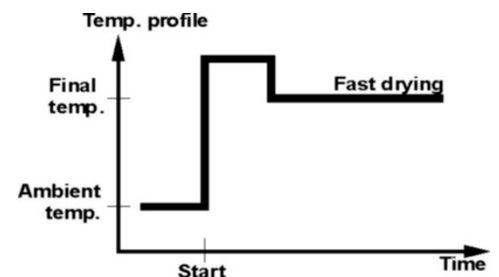 Temp. profile
Final
temp.
Fast drying
Ambient
temp.
Start
Time